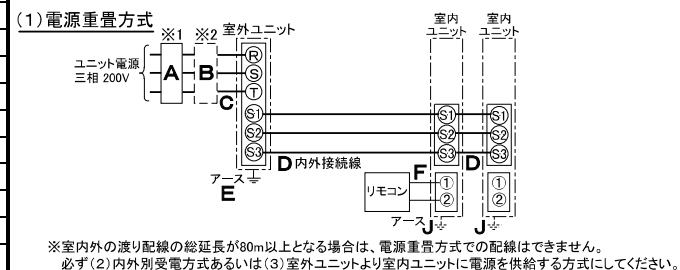 (1)電源重畳方式
※1 ※2 室外ユニット
室内
ユニット
室内
ユニット
ユニット電源
三相 200V
A
B
C
R
S
T
S1
S2
S3
S1
S2
S3
S1
S2
S3
D 内外接続線
D
アース
E
F
リモコン
①
②
①
②
アース J
J
※室内外の渡り配線の総延長が80m以上となる場合は、電源重畳方式での配線はできません。
必ず(2)内外別受電方式あるいは(3)室外ユニットより室内ユニットに電源を供給する方式にしてください。